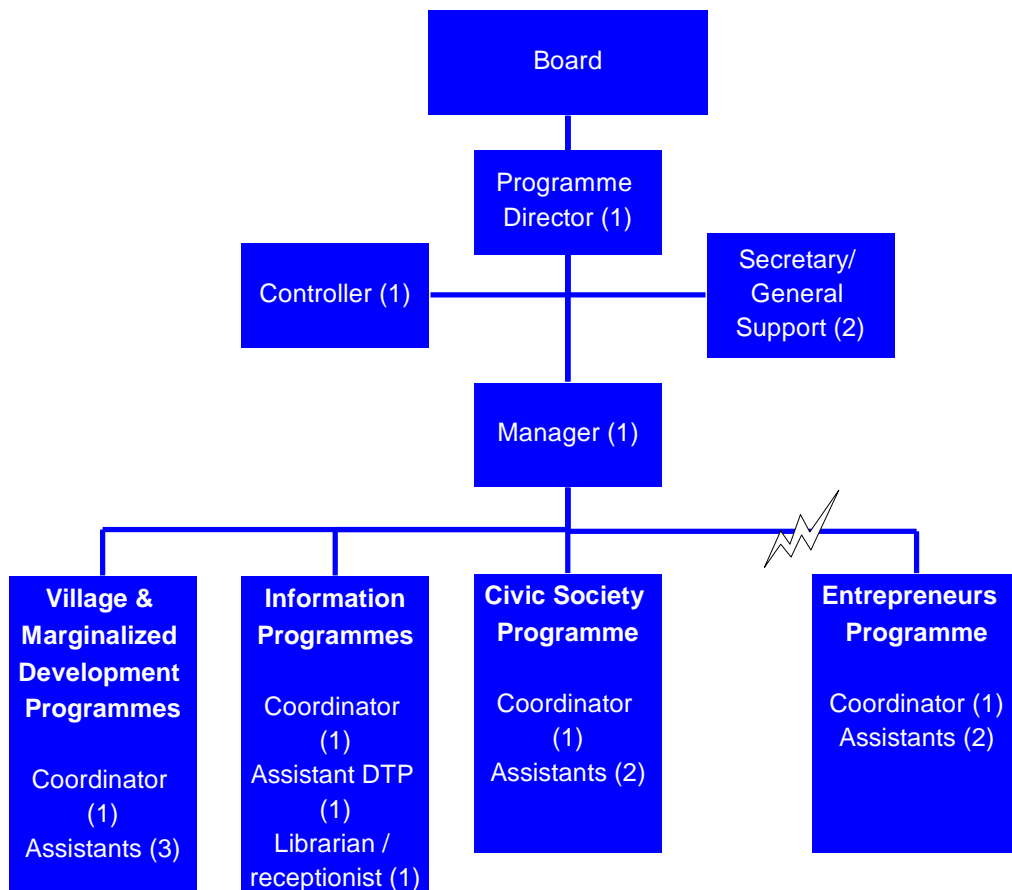 Board
Programme
Director (1)
Controller (1)
Secretary/
General
Support (2)
Manager (1)
Village &
Marginalized
Development
Programmes
Coordinator
(1)
Assistants (3)
Information
Programmes
Coordinator
(1)
Assistant DTP
(1)
Librarian /
receptionist (1)
Civic Society
Programme
Coordinator
(1)
Assistants (2)
Entrepreneurs
Programme
Coordinator (1)
Assistants (2)